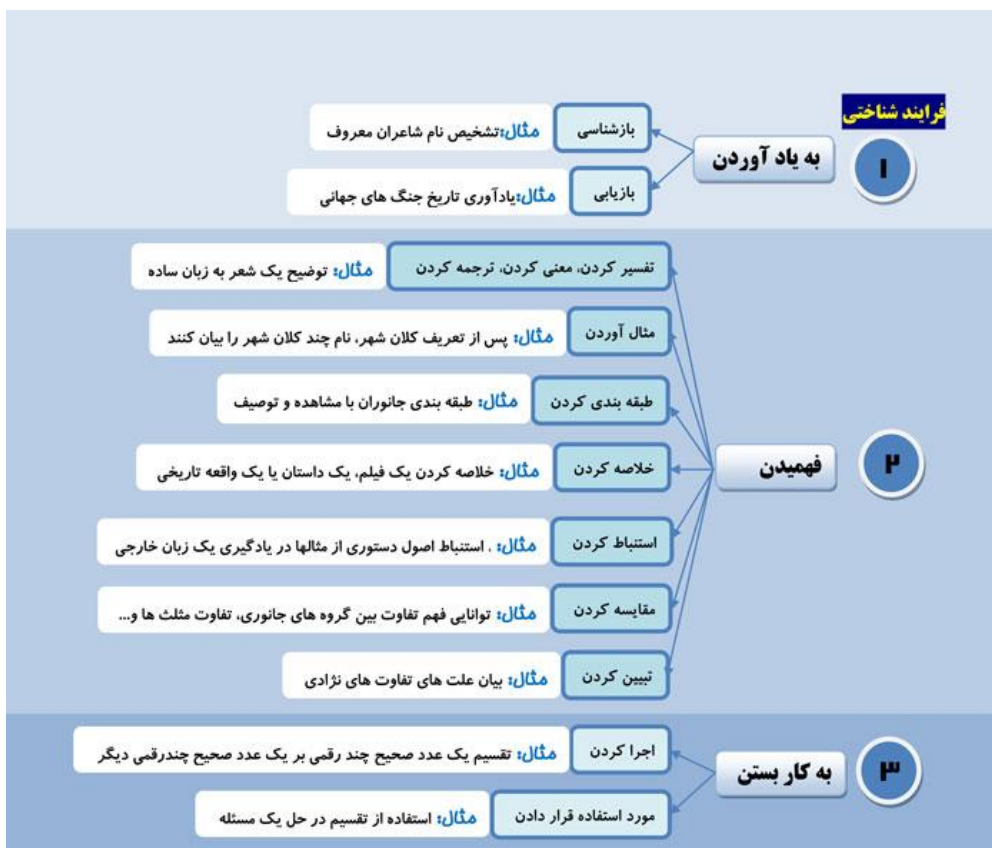 فرایند شناختی
۱
به یاد آوردن
بازشناسی
مثال:تشخیص نام شاعران معروف
بازیابی
مثال:یادآوری تاریخ جنگ های جهانی
۲
فهمیدن
تفسیر کردن، معنی کردن، ترجمه کردن
مثال: توضیح یک شعر به زبان ساده
مثال آوردن
مثال: پس از تعریف کلان شهر، نام چند کلان شهر را بیان کنند
طبقه بندی کردن
مثال: طبقه بندی جانوران با مشاهده و توصیف
خلاصه کردن
مثال: خلاصه کردن یک فیلم، یک داستان یا یک واقعه تاریخی
استنباط کردن
مثال: . استنباط اصول دستوری از مثالها در یادگیری یک زبان خارجی
مقایسه کردن
مثال: توانایی فهم تفاوت بین گروه های جانوری، تفاوت مثلث ها و...
تبیین کردن
مثال: بیان علت های تفاوت های نژادی
۳
به کار بستن
اجرا کردن
مثال: تقسیم یک عدد صحیح چند رقمی بر یک عدد صحیح چندرقمی دیگر
مورد استفاده قرار دادن
مثال: استفاده از تقسیم در حل یک مسئله